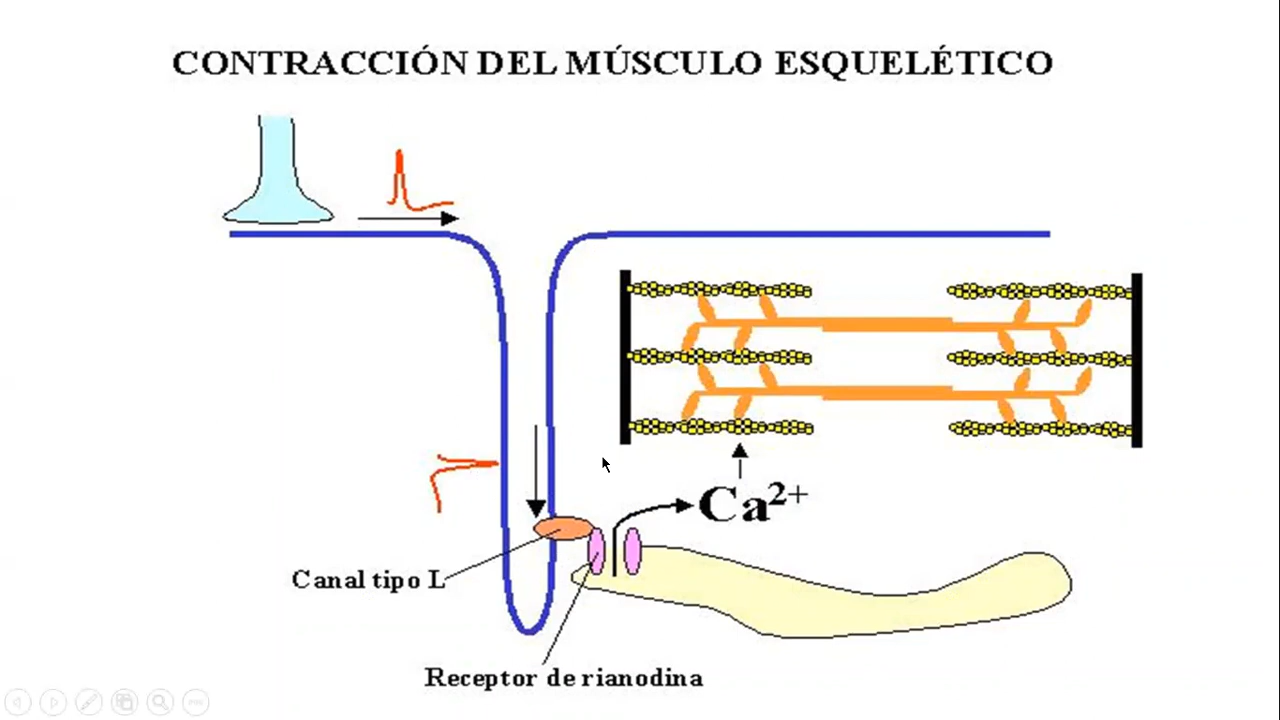 CONTRACCIÓN DEL MÚSCULO ESQUELÉTICO
Ca²⁺
Canal tipo L
Receptor de rianodina